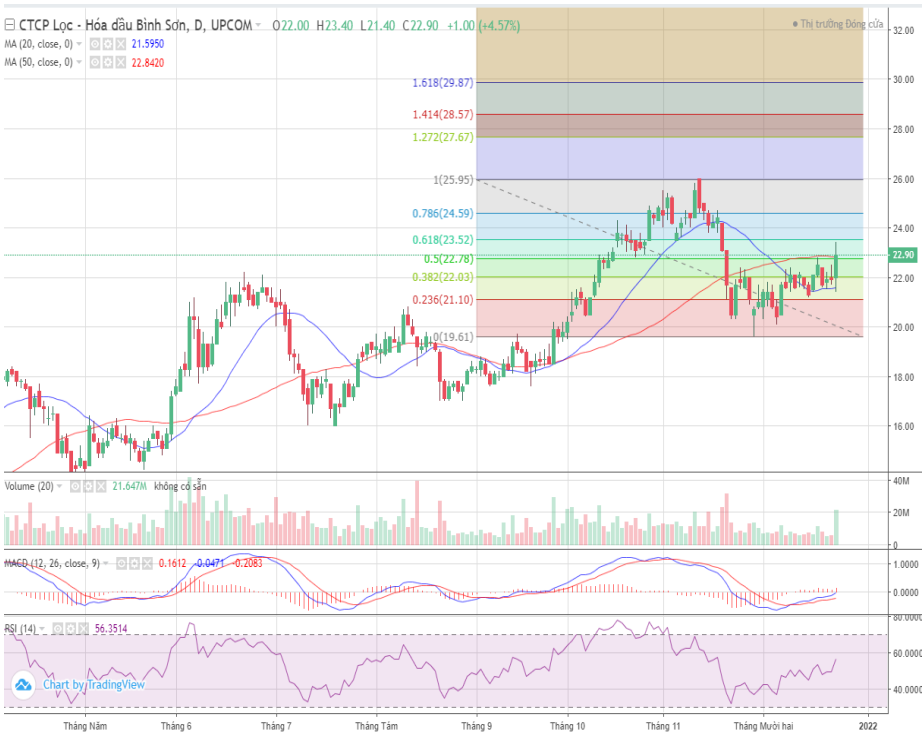 CTCP Lọc - Hóa dầu Bình Sơn, D, UPCOM O22.00 H23.40 L21.40 C22.90 +1.00 (+4.57%)
Thị trường Đóng cửa
MA (20, close, 0) 21.5950
MA (50, close, 0) 22.8420
32.00
30.00
28.00
26.00
24.00
22.90
22.00
20.00
18.00
16.00
1.618(29.87)
1.414(28.57)
1.272(27.67)
1(25.95)
0.786(24.59)
0.618(23.52)
0.5(22.78)
0.382(22.03)
0.236(21.10)
0(19.61)
Volume (20) 21.647M không có sẵn
40M
20M
0
MACD (12, 26, close, 9) 0.1612 -0.0471 -0.2083
1.0000
0.0000
RSI (14) 56.3514
80.0000
60.0000
40.0000
Chart by TradingView
Tháng Năm Tháng 6 Tháng 7 Tháng Tám Tháng 9 Tháng 10 Tháng 11 Tháng Mười hai 2022